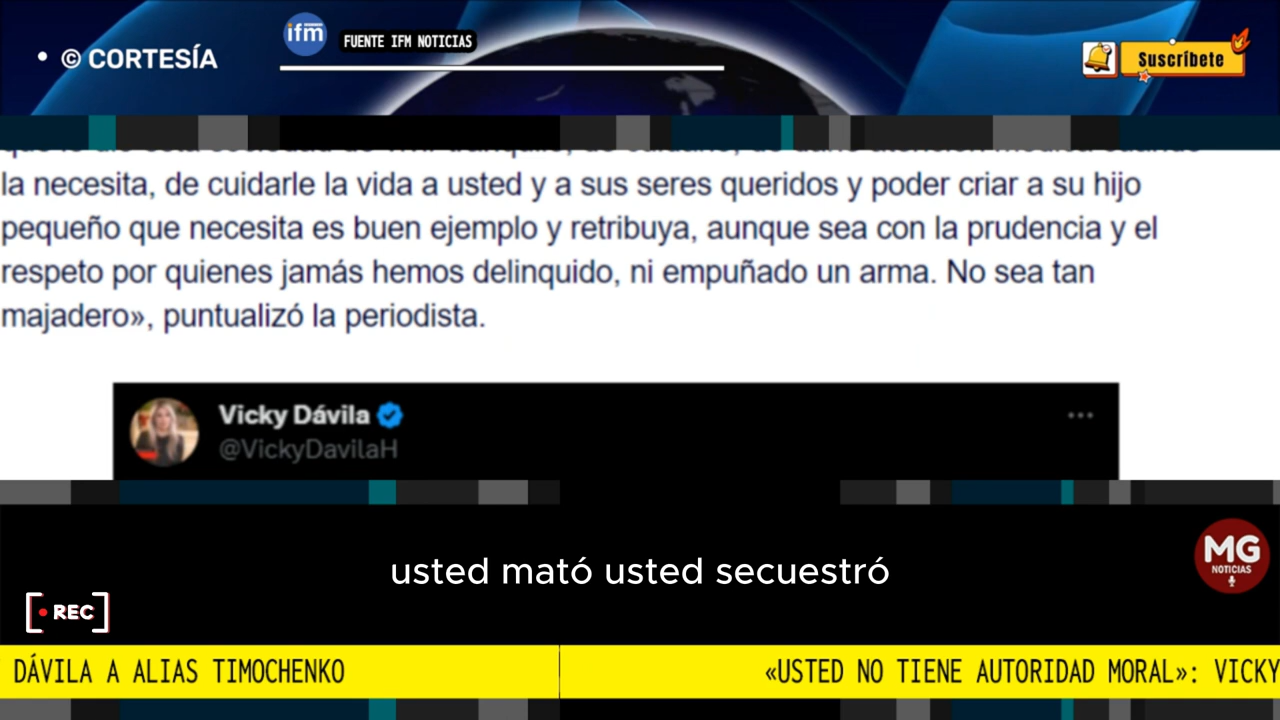 • © CORTESÍA
ifm
FUENTE IFM NOTICIAS
Suscríbete
la necesita, de cuidarle la vida a usted y a sus seres queridos y poder criar a su hijo
pequeño que necesita es buen ejemplo y retribuya, aunque sea con la prudencia y el
respeto por quienes jamás hemos delinquido, ni empuñado un arma. No sea tan
majadero», puntualizó la periodista.
Vicky Dávila
@VickyDavilaH
usted mató usted secuestró
MG
NOTICIAS
REC
DÁVILA A ALIAS TIMOCHENKO
«USTED NO TIENE AUTORIDAD MORAL»: VICKY